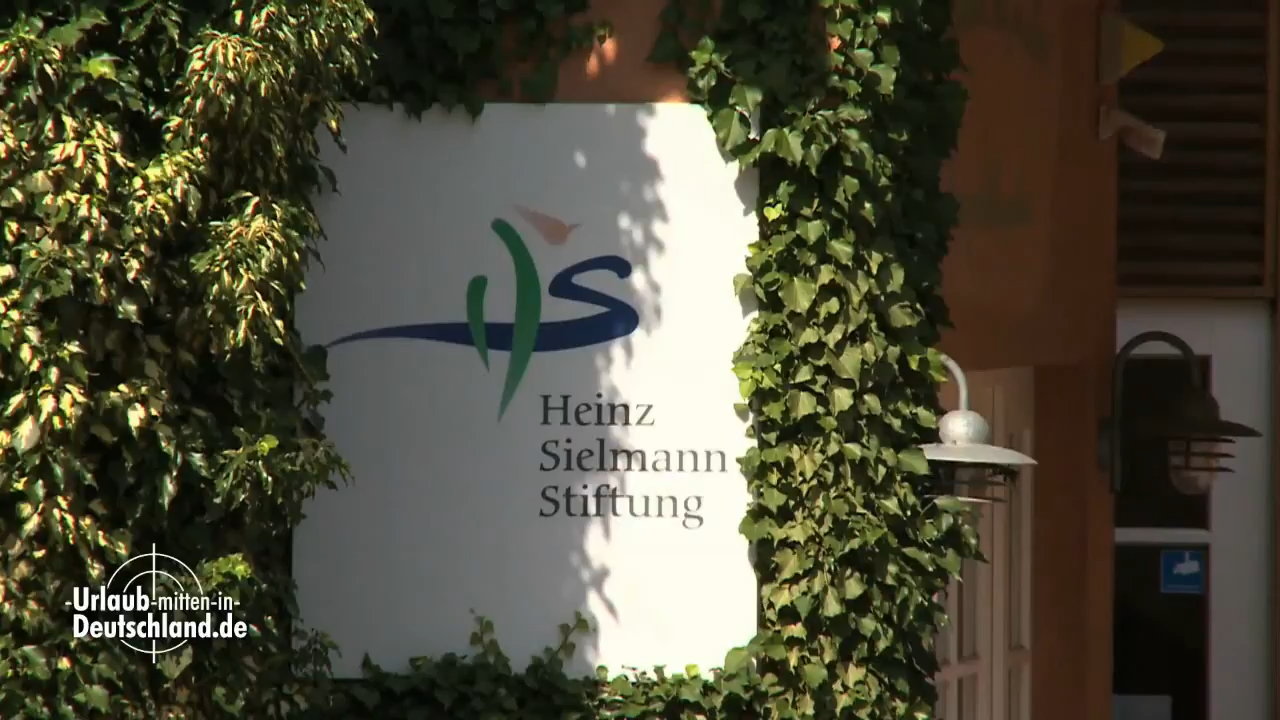 Heinz
Sielmann
Stiftung
-Urlaub-mitten-in-
Deutschland.de